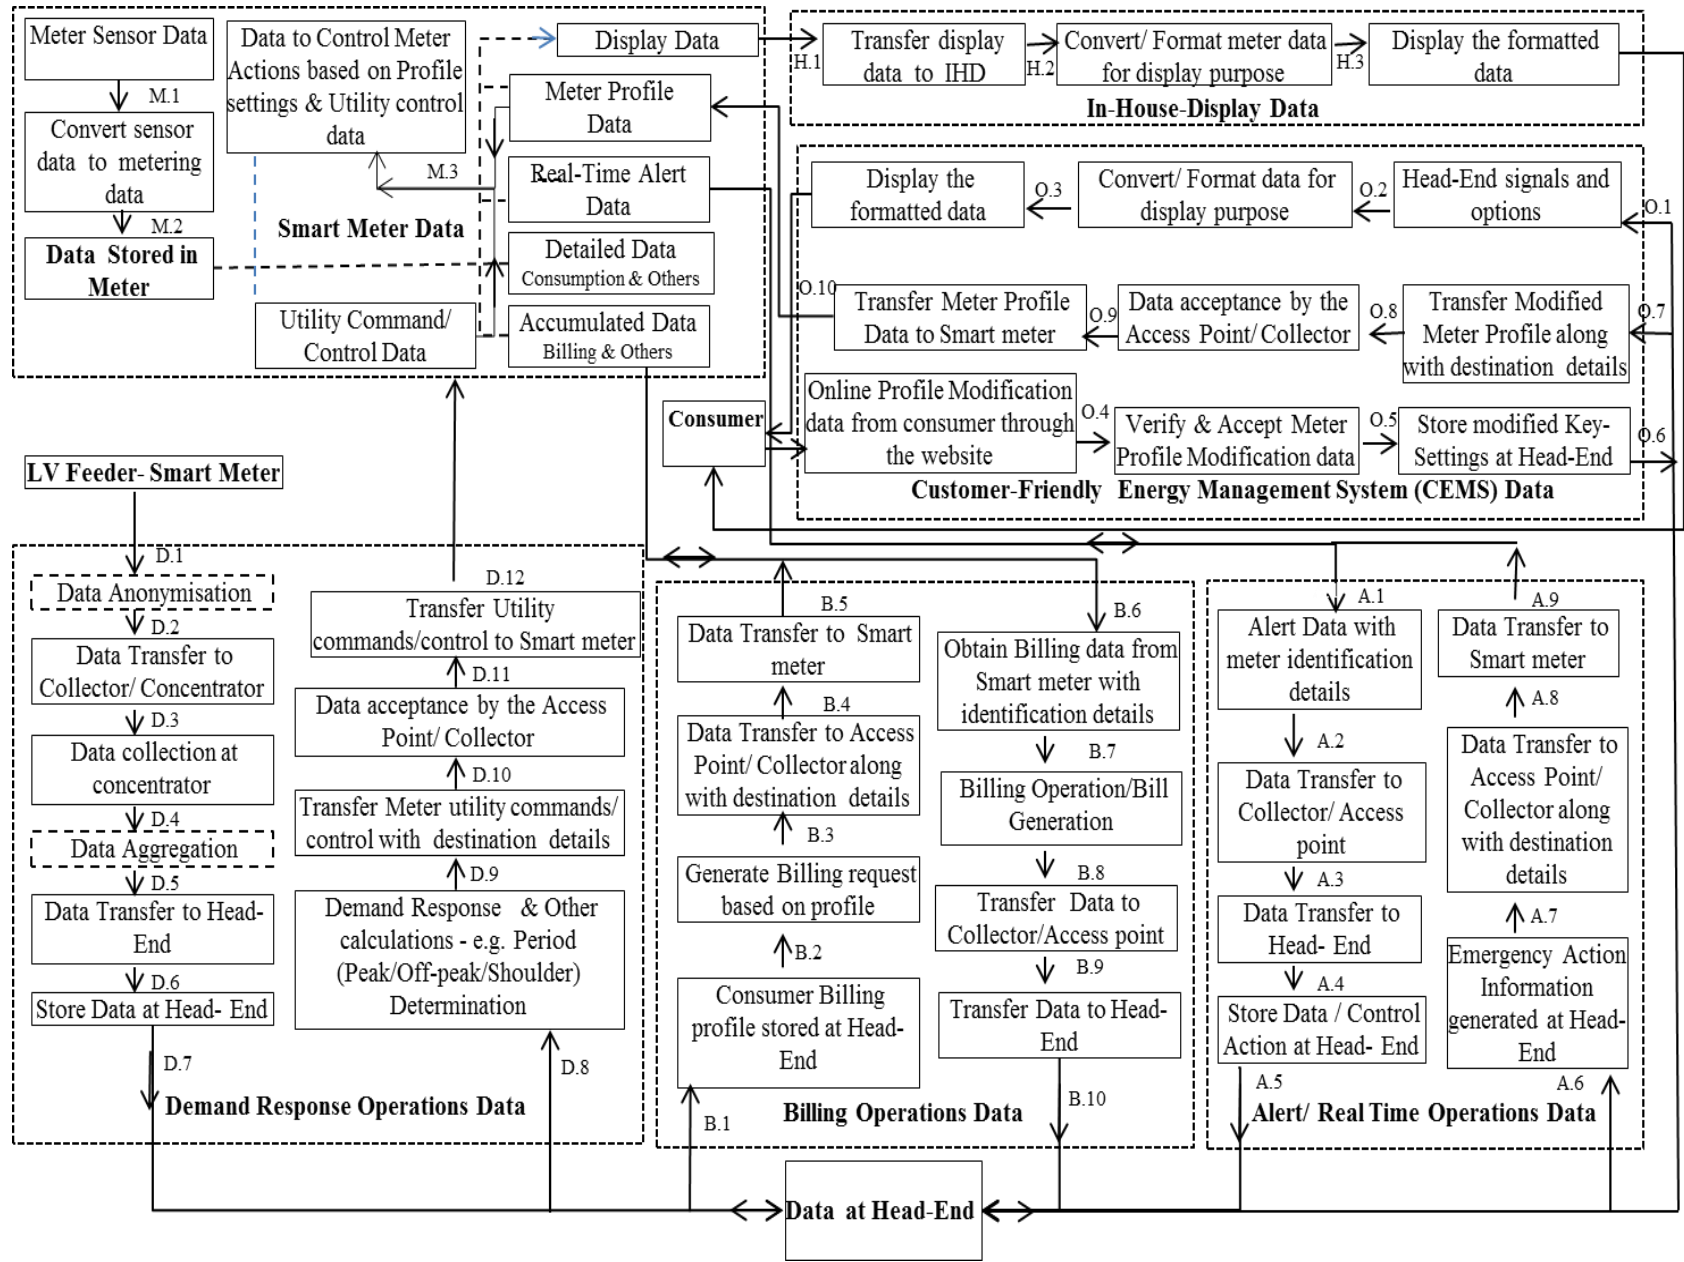 Meter Sensor Data
M.1
Convert sensor
data to metering
data
M.2
Data Stored in
Meter
Data to Control Meter
Actions based on Profile
settings & Utility control
data
M.3
Smart Meter Data
Utility Command/
Control Data
Display Data
Meter Profile
Data
Real-Time Alert
Data
Detailed Data
Consumption & Others
Accumulated Data
Billing & Others
H.1
Transfer display
data to IHD
H.2
Convert/ Format meter data
for display purpose
H.3
Display the formatted
data
In-House-Display Data
Display the
formatted data
O.3
Convert/ Format data for
display purpose
O.2
Head-End signals and
options
O.1
O.10
Transfer Meter Profile
Data to Smart meter
O.9
Data acceptance by the
Access Point/ Collector
O.8
Transfer Modified
Meter Profile along
with destination details
O.7
Consumer
Online Profile Modification
data from consumer through
the website
O.4
Verify & Accept Meter
Profile Modification data
O.5
Store modified Key-
Settings at Head-End
O.6
Customer-Friendly Energy Management System (CEMS) Data
LV Feeder- Smart Meter
D.1
Data Anonymisation
D.2
Data Transfer to
Collector/ Concentrator
D.3
Data collection at
concentrator
D.4
Data Aggregation
D.5
Data Transfer to Head-
End
D.6
Store Data at Head- End
D.7
D.12
Transfer Utility
commands/control to Smart meter
D.11
Data acceptance by the Access
Point/ Collector
D.10
Transfer Meter utility commands/
control with destination details
D.9
Demand Response & Other
calculations - e.g. Period
(Peak/Off-peak/Shoulder)
Determination
D.8
Demand Response Operations Data
B.5
Data Transfer to Smart
meter
B.4
Data Transfer to Access
Point/ Collector along
with destination details
B.3
Generate Billing request
based on profile
B.2
Consumer Billing
profile stored at Head-
End
B.1
B.6
Obtain Billing data from
Smart meter with
identification details
B.7
Billing Operation/Bill
Generation
B.8
Transfer Data to
Collector/Access point
B.9
Transfer Data to Head-
End
B.10
Billing Operations Data
A.1
Alert Data with
meter identification
details
A.2
Data Transfer to
Collector/ Access
point
A.3
Data Transfer to
Head- End
A.4
Store Data / Control
Action at Head- End
A.5
A.9
Data Transfer to
Smart meter
A.8
Data Transfer to
Access Point/
Collector along
with destination
details
A.7
Emergency Action
Information
generated at Head-
End
A.6
Alert/ Real Time Operations Data
Data at Head-End